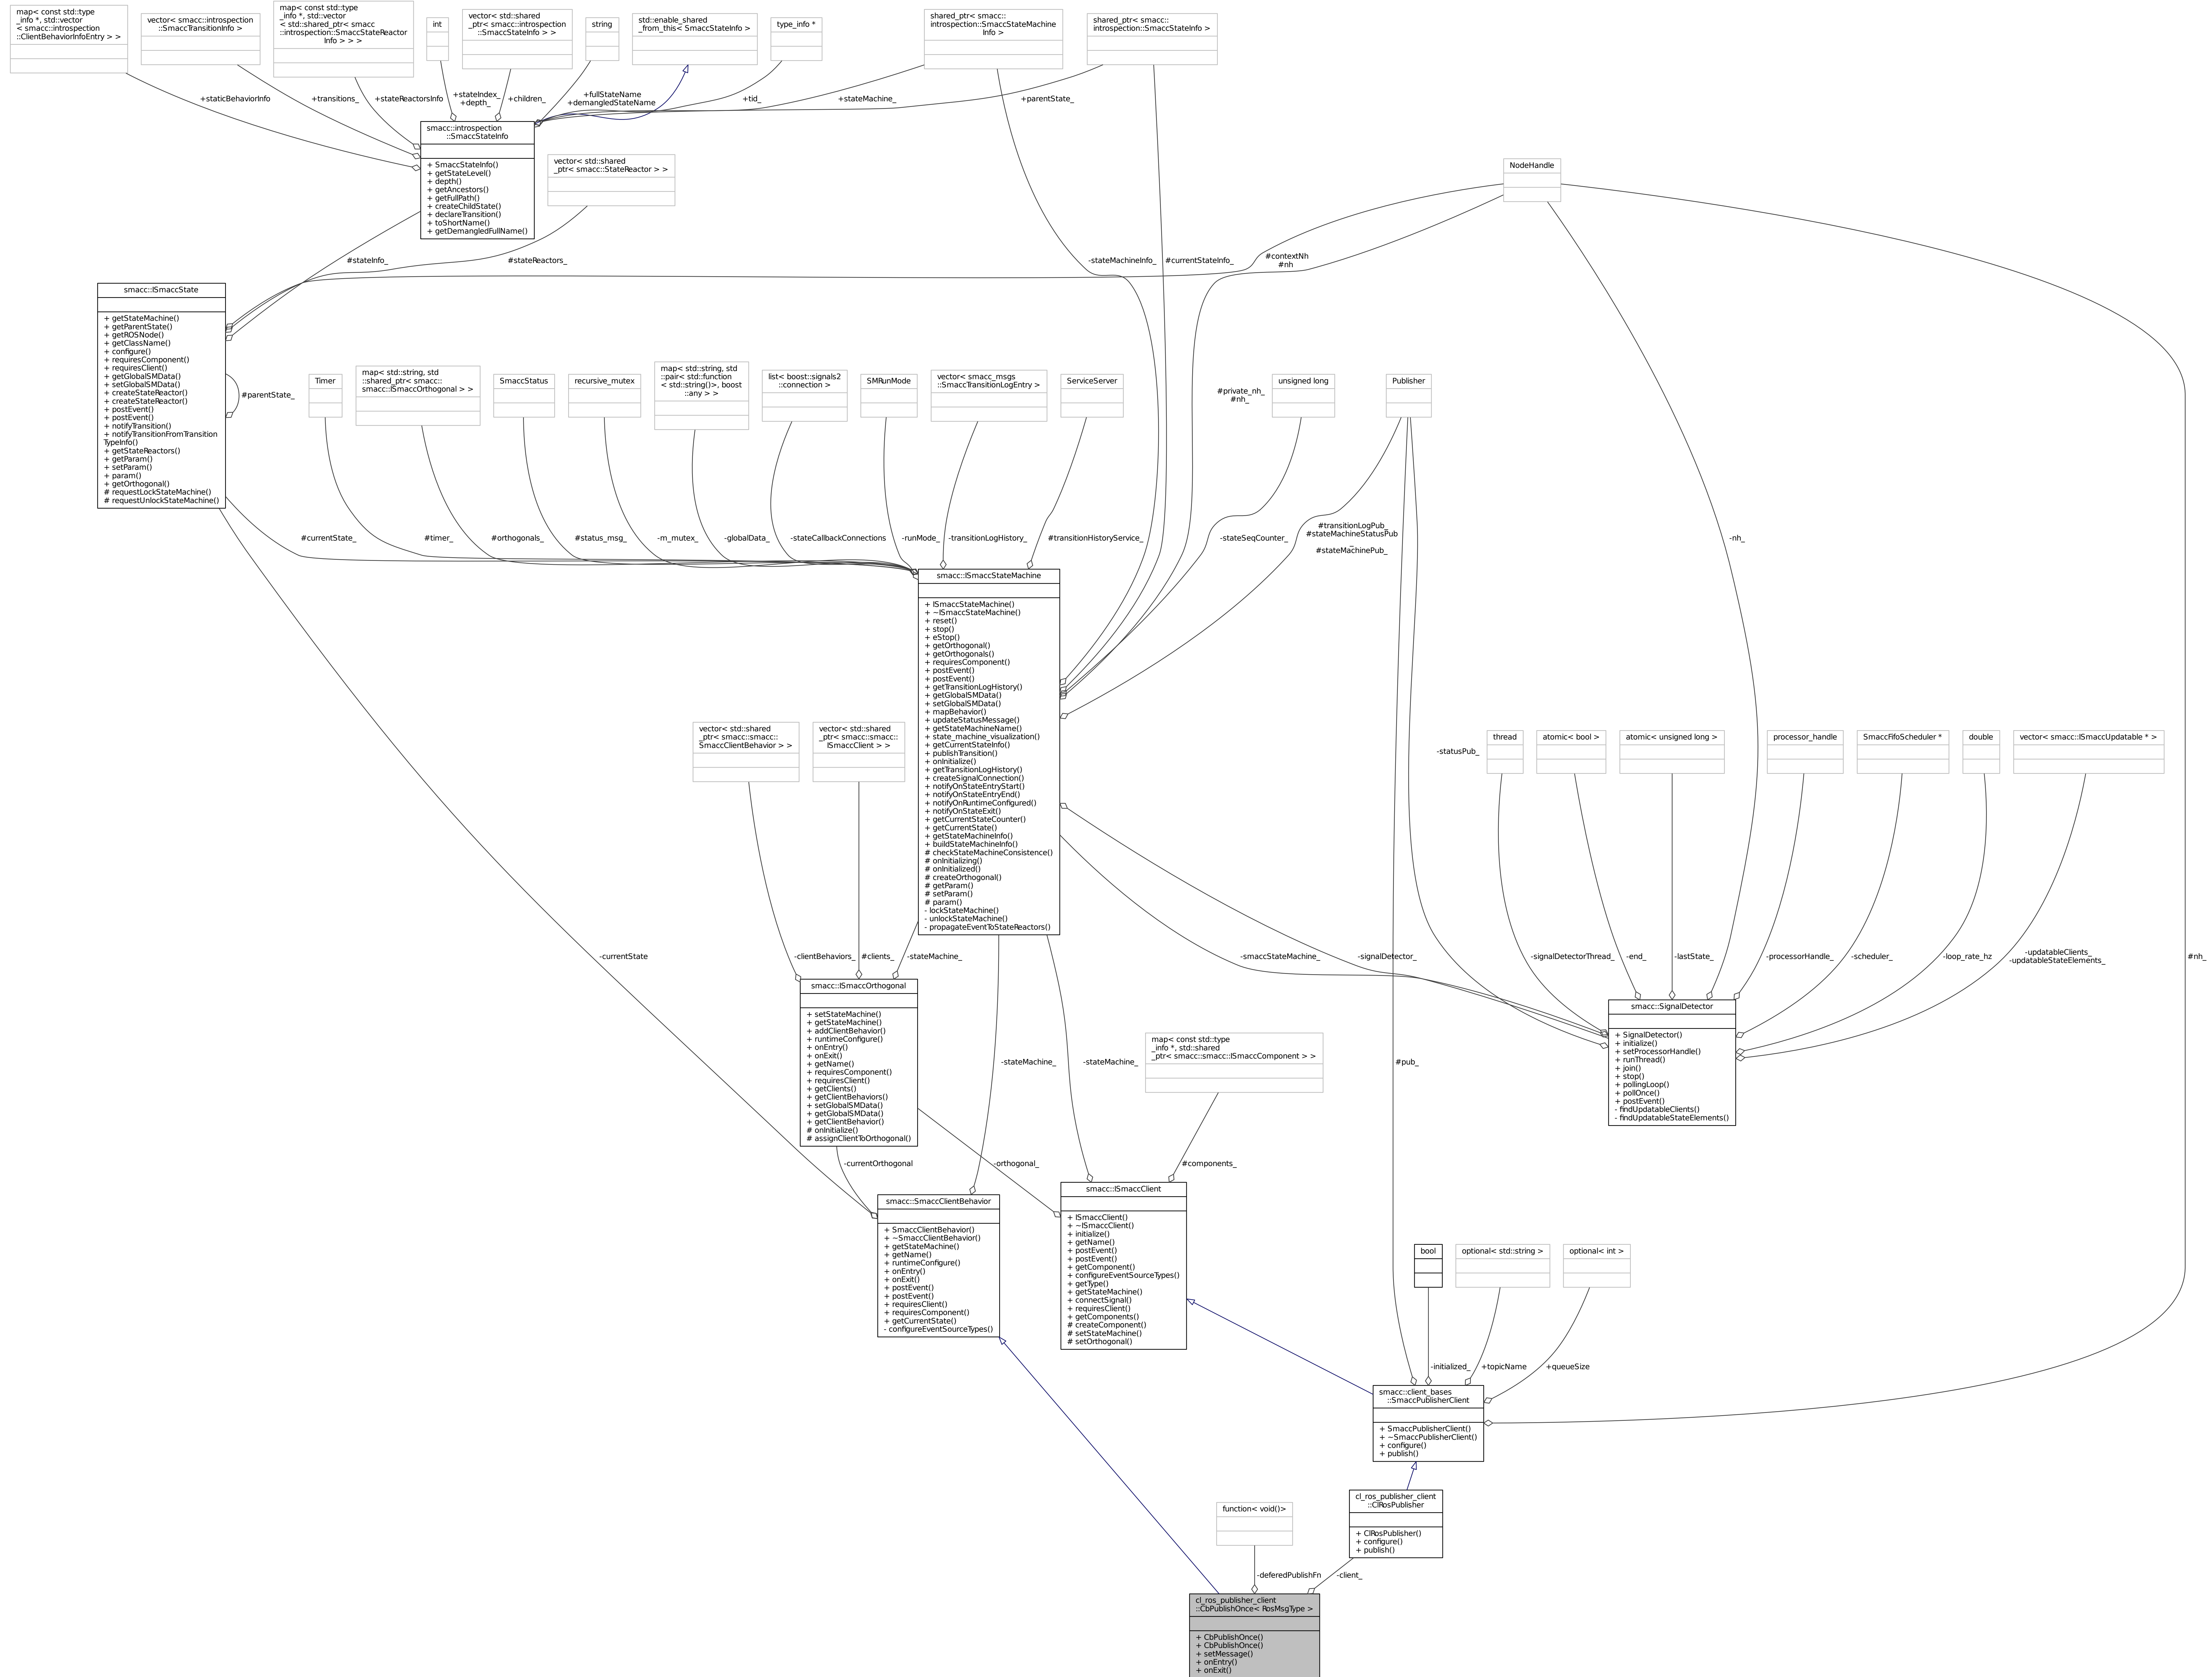 map< const std::type
_info *, std::vector
< smacc::introspection
::ClientBehaviorInfoEntry > >
vector< smacc::introspection
::SmaccTransitionInfo >
map< const std::type
_info *, std::vector
< std::shared_ptr< smacc
::introspection::SmaccStateReactor
Info > > >
int
vector< std::shared
_ptr< smacc::introspection
::SmaccStateInfo > >
string
std::enable_shared
_from_this< SmaccStateInfo >
type_info *
shared_ptr< smacc::
introspection::SmaccStateMachine
Info >
shared_ptr< smacc::
introspection::SmaccStateInfo >
+staticBehaviorInfo
+transitions_
+stateReactorsInfo
+stateIndex_
+depth_
+children_
+fullStateName
+demangledStateName
+tid_
+stateMachine_
+parentState_
smacc::introspection
::SmaccStateInfo
+ SmaccStateInfo()
+ getStateLevel()
+ depth()
+ getAncestors()
+ getFullPath()
+ createChildState()
+ declareTransition()
+ toShortName()
+ getDemangledFullName()
vector< std::shared
_ptr< smacc::StateReactor > >
NodeHandle
#stateInfo_
#stateReactors_
-stateMachineInfo_
#currentStateInfo_
#contextNh
#nh
smacc::ISmaccState
+ getStateMachine()
+ getParentState()
+ getROSNode()
+ getClassName()
+ configure()
+ requiresComponent()
+ requiresClient()
+ getGlobalSMData()
+ setGlobalSMData()
+ createStateReactor()
+ createStateReactor()
+ postEvent()
+ postEvent()
+ notifyTransition()
+ notifyTransitionFromTransition
TypeInfo()
+ getStateReactors()
+ getParam()
+ setParam()
+ param()
+ getOrthogonal()
# requestLockStateMachine()
# requestUnlockStateMachine()
#parentState_
Timer
map< std::string, std
::shared_ptr< smacc::
smacc::ISmaccOrthogonal > >
SmaccStatus
recursive_mutex
map< std::string, std
::pair< std::function
< std::string()>, boost
::any > >
list< boost::signals2
::connection >
SMRunMode
vector< smacc_msgs
::SmaccTransitionLogEntry >
ServiceServer
#private_nh_
#nh_
unsigned long
Publisher
#currentState_
#timer_
#orthogonals_
#status_msg_
-m_mutex_
-globalData_
-stateCallbackConnections
-runMode_
-transitionLogHistory_
#transitionHistoryService_
-stateSeqCounter_
#transitionLogPub_
#stateMachineStatusPub
_
#stateMachinePub_
-nh_
smacc::ISmaccStateMachine
+ ISmaccStateMachine()
+ ~ISmaccStateMachine()
+ reset()
+ stop()
+ eStop()
+ getOrthogonal()
+ getOrthogonals()
+ requiresComponent()
+ postEvent()
+ postEvent()
+ getTransitionLogHistory()
+ getGlobalSMData()
+ setGlobalSMData()
+ mapBehavior()
+ updateStatusMessage()
+ getStateMachineName()
+ state_machine_visualization()
+ getCurrentStateInfo()
+ publishTransition()
+ onInitialize()
+ getTransitionLogHistory()
+ createSignalConnection()
+ notifyOnStateEntryStart()
+ notifyOnStateEntryEnd()
+ notifyOnRuntimeConfigured()
+ notifyOnStateExit()
+ getCurrentStateCounter()
+ getCurrentState()
+ getStateMachineInfo()
+ buildStateMachineInfo()
# checkStateMachineConsistence()
# onInitializing()
# onInitialized()
# createOrthogonal()
# getParam()
# setParam()
# param()
- lockStateMachine()
- unlockStateMachine()
- propagateEventToStateReactors()
vector< std::shared
_ptr< smacc::smacc::
SmaccClientBehavior > >
vector< std::shared
_ptr< smacc::smacc::
ISmaccClient > >
-statusPub_
thread
atomic< bool >
atomic< unsigned long >
processor_handle
SmaccFifoScheduler *
double
vector< smacc::ISmaccUpdatable * >
-currentState
-clientBehaviors_
#clients_
-stateMachine_
-smaccStateMachine_
-signalDetector_
-signalDetectorThread_
-end_
-lastState_
-processorHandle_
-scheduler_
-loop_rate_hz
-updatableClients_
-updatableStateElements_
#nh_
smacc::ISmaccOrthogonal
+ setStateMachine()
+ getStateMachine()
+ addClientBehavior()
+ runtimeConfigure()
+ onEntry()
+ onExit()
+ getName()
+ requiresComponent()
+ requiresClient()
+ getClients()
+ getClientBehaviors()
+ setGlobalSMData()
+ getGlobalSMData()
+ getClientBehavior()
# onInitialize()
# assignClientToOrthogonal()
smacc::SignalDetector
+ SignalDetector()
+ initialize()
+ setProcessorHandle()
+ runThread()
+ join()
+ stop()
+ pollingLoop()
+ pollOnce()
+ postEvent()
- findUpdatableClients()
- findUpdatableStateElements()
-stateMachine_
-stateMachine_
map< const std::type
_info *, std::shared
_ptr< smacc::smacc::ISmaccComponent > >
#pub_
-currentOrthogonal
-orthogonal_
#components_
smacc::SmaccClientBehavior
+ SmaccClientBehavior()
+ ~SmaccClientBehavior()
+ getStateMachine()
+ getName()
+ runtimeConfigure()
+ onEntry()
+ onExit()
+ postEvent()
+ postEvent()
+ requiresClient()
+ requiresComponent()
+ getCurrentState()
- configureEventSourceTypes()
smacc::ISmaccClient
+ ISmaccClient()
+ ~ISmaccClient()
+ initialize()
+ getName()
+ postEvent()
+ postEvent()
+ getComponent()
+ configureEventSourceTypes()
+ getType()
+ getStateMachine()
+ connectSignal()
+ requiresClient()
+ getComponents()
# createComponent()
# setStateMachine()
# setOrthogonal()
bool
optional< std::string >
optional< int >
-initialized_
+topicName
+queueSize
smacc::client_bases
::SmaccPublisherClient
+ SmaccPublisherClient()
+ ~SmaccPublisherClient()
+ configure()
+ publish()
function< void()>
cl_ros_publisher_client
::ClRosPublisher
+ ClRosPublisher()
+ configure()
+ publish()
-deferedPublishFn
-client_
cl_ros_publisher_client
::CbPublishOnce< RosMsgType >
+ CbPublishOnce()
+ CbPublishOnce()
+ setMessage()
+ onEntry()
+ onExit()